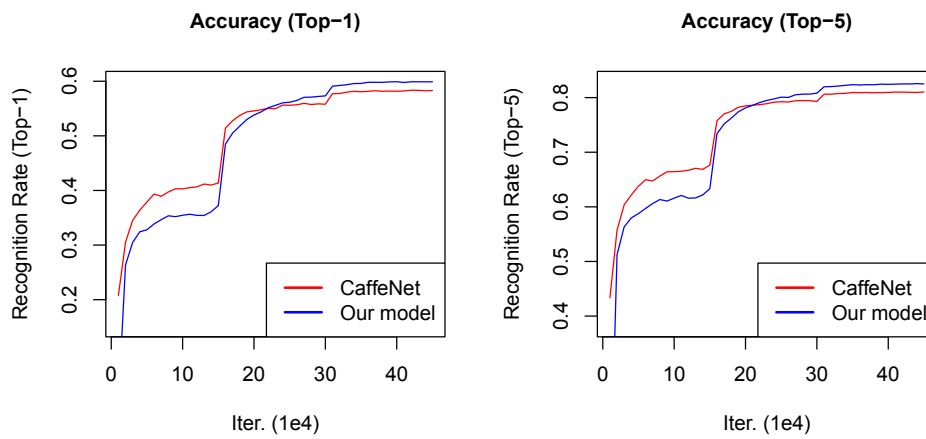 Accuracy (Top−1)
Recognition Rate (Top−1)
0.6
0.5
0.4
0.3
0.2
CaffeNet
Our model
0 10 20 30 40
Iter. (1e4)
Accuracy (Top−5)
Recognition Rate (Top−5)
0.8
0.7
0.6
0.5
0.4
CaffeNet
Our model
0 10 20 30 40
Iter. (1e4)